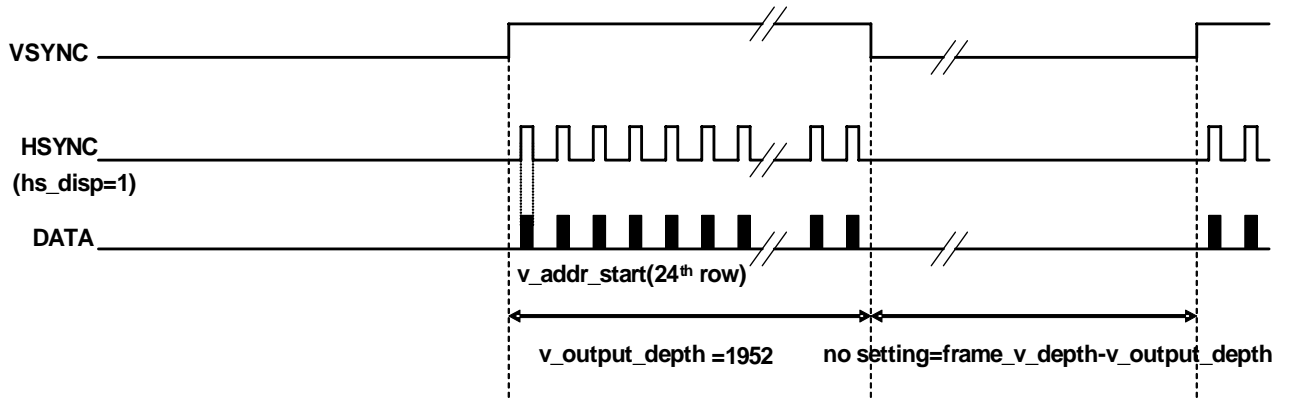 VSYNC
HSYNC
(hs_disp=1)
DATA
v_addr_start(24th row)
v_output_depth =1952
no setting=frame_v_depth-v_output_depth